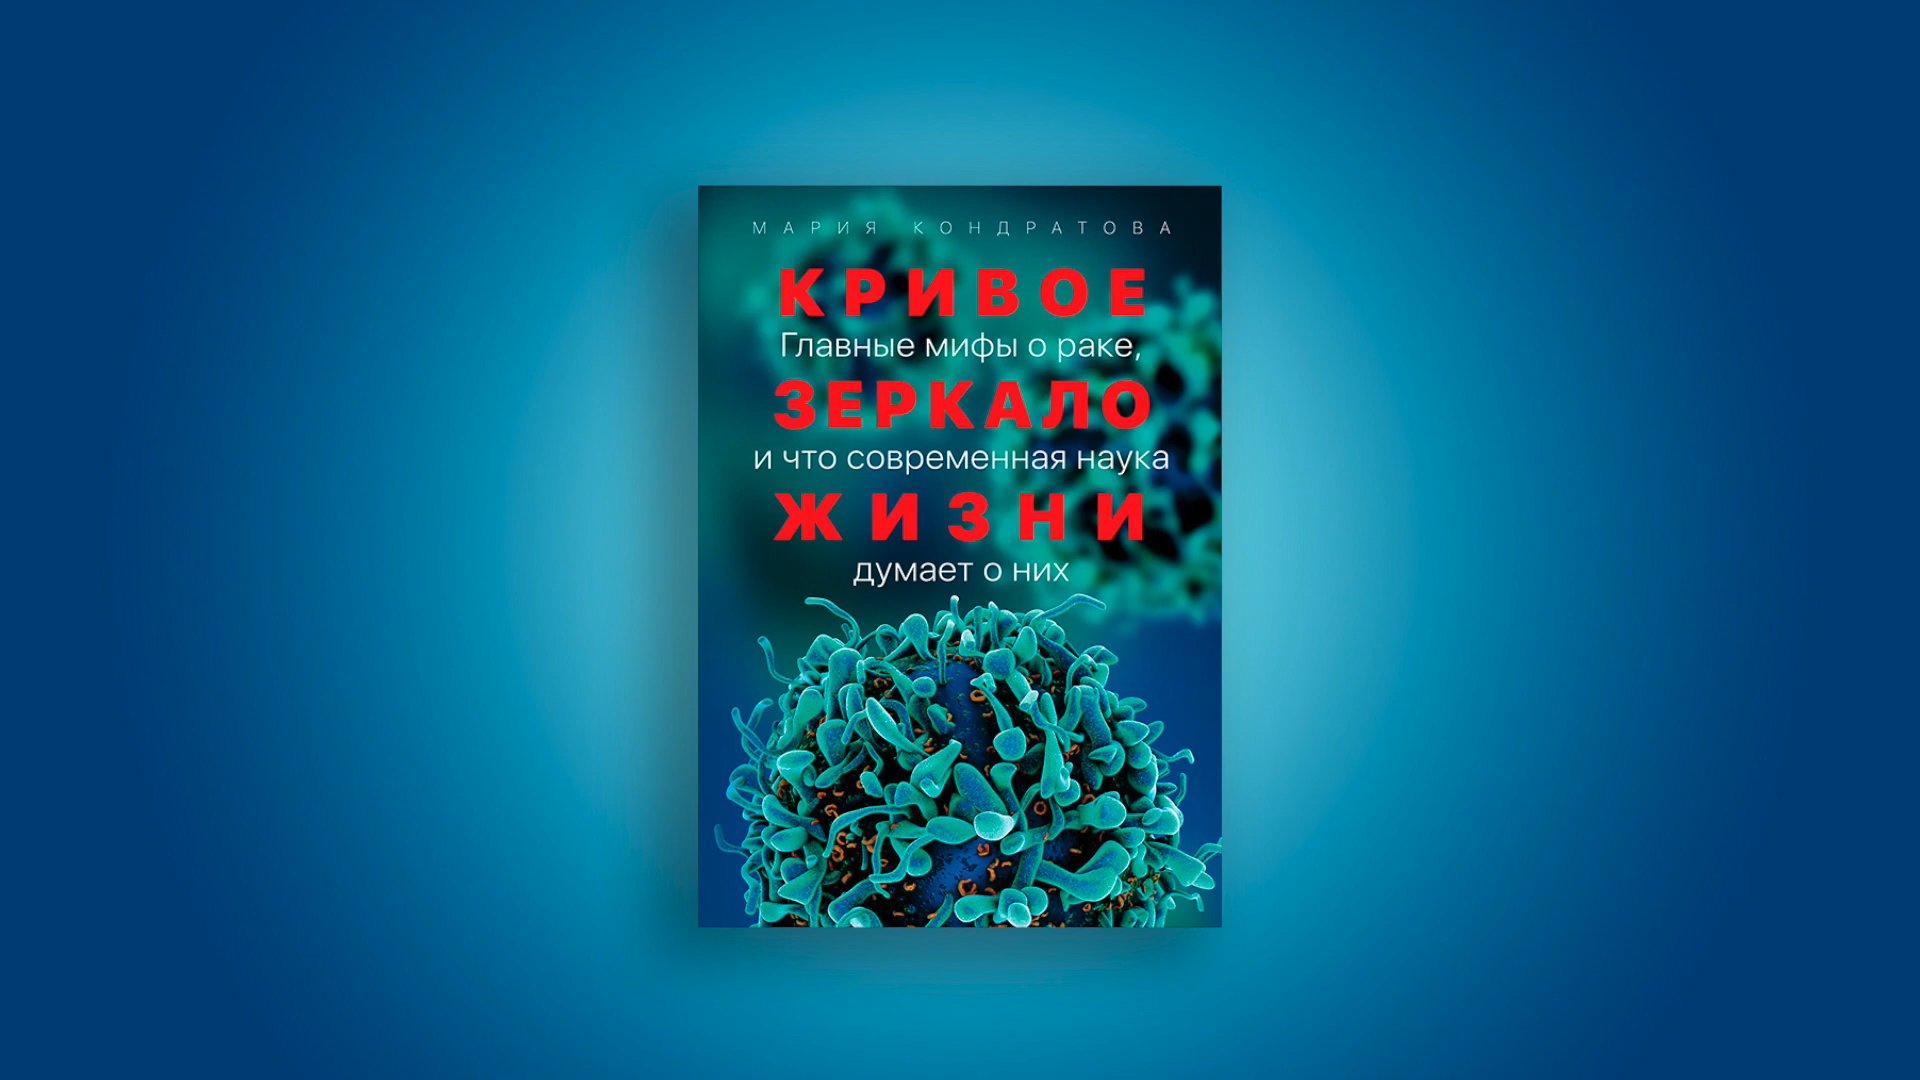 МАРИЯ КОНДРАТОВА
КРИВОЕ
Главные мифы о раке,
ЗЕРКАЛО
и что современная наука
ЖИЗНИ
думает о них